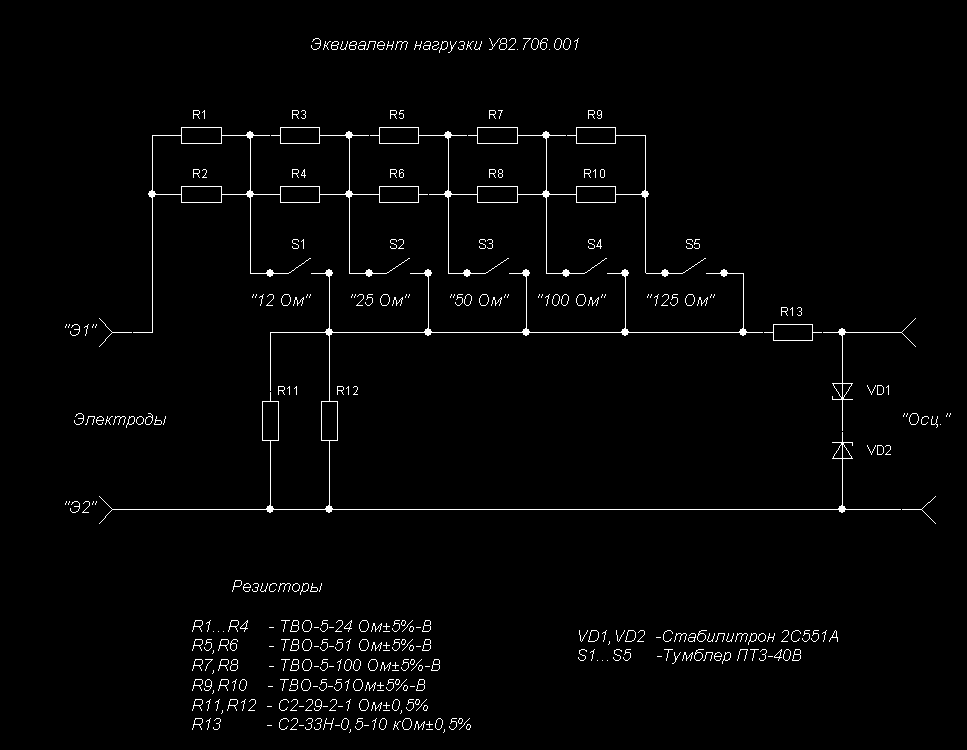 Эквивалент нагрузки У82.706.001
R1 R3 R5 R7 R9
R2 R4 R6 R8 R10
S1 S2 S3 S4 S5
"12 Ом" "25 Ом" "50 Ом" "100 Ом" "125 Ом"
R13
"Э1"
R11 R12 VD1
Электроды "Осц."
VD2
"Э2"
Резисторы
R1...R4 - ТВО-5-24 Ом±5%-В
R5,R6 - ТВО-5-51 Ом±5%-В
R7,R8 - ТВО-5-100 Ом±5%-В
R9,R10 - ТВО-5-51Ом±5%-В
R11,R12 - С2-29-2-1 Ом±0,5%
R13 - С2-33Н-0,5-10 кОм±0,5%
VD1,VD2 -Стабилитрон 2С551А
S1...S5 -Тумблер ПТ3-40В